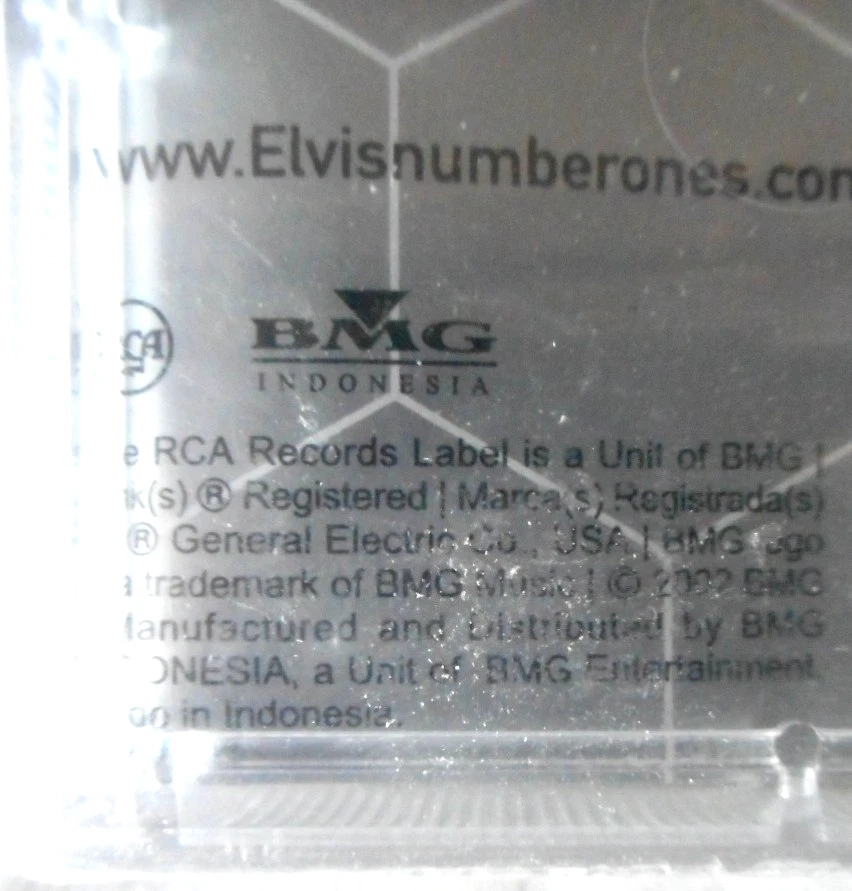 www.Elvisnumberones.com
RCA
BMG
INDONESIA
RCA Records Label is a Unit of BMG |
® Registered | Marca(s) Registrada(s)
® General Electric Co., USA | BMG logo
a trademark of BMG Music | © 2002 BMG
Manufactured and Distributed by BMG
INDONESIA, a Unit of BMG Entertainment.
in Indonesia.